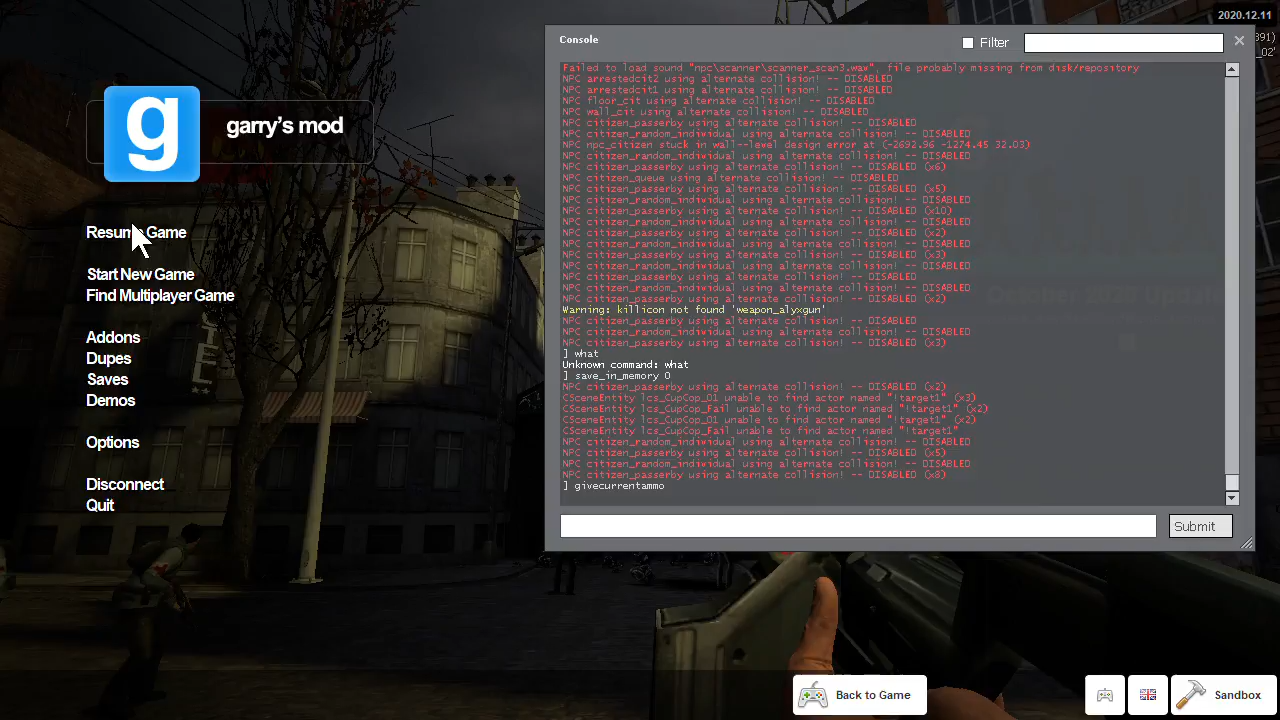 2020.12.11
391)
02'
g
garry's mod
Resume Game
Start New Game
Find Multiplayer Game
Addons
Dupes
Saves
Demos
Options
Disconnect
Quit
Console
Filter
Failed to load sound "npc\scanner\scanner_scan3.wav", file probably missing from disk/repository
NPC arrestedcit2 using alternate collision! -- DISABLED
NPC arrestedcit1 using alternate collision! -- DISABLED
NPC floor_cit using alternate collision! -- DISABLED
NPC wall_cit using alternate collision! -- DISABLED
NPC citizen_passerby using alternate collision! -- DISABLED
NPC citizen_random_individual using alternate collision! -- DISABLED
NPC npc_citizen stuck in wall--level design error at (-2692.96 -1274.45 32.03)
NPC citizen_random_individual using alternate collision! -- DISABLED
NPC citizen_passerby using alternate collision! -- DISABLED (x6)
NPC citizen_queue using alternate collision! -- DISABLED
NPC citizen_passerby using alternate collision! -- DISABLED (x5)
NPC citizen_random_individual using alternate collision! -- DISABLED
NPC citizen_passerby using alternate collision! -- DISABLED (x10)
NPC citizen_random_individual using alternate collision! -- DISABLED
NPC citizen_passerby using alternate collision! -- DISABLED (x2)
NPC citizen_random_individual using alternate collision! -- DISABLED
NPC citizen_passerby using alternate collision! -- DISABLED (x3)
NPC citizen_random_individual using alternate collision! -- DISABLED
NPC citizen_passerby using alternate collision! -- DISABLED
NPC citizen_random_individual using alternate collision! -- DISABLED
NPC citizen_passerby using alternate collision! -- DISABLED (x2)
Warning: killicon not found 'weapon_alyxgun'
NPC citizen_passerby using alternate collision! -- DISABLED
NPC citizen_random_individual using alternate collision! -- DISABLED
NPC citizen_passerby using alternate collision! -- DISABLED (x3)
] what
Unknown command: what
] save_in_memory 0
NPC citizen_passerby using alternate collision! -- DISABLED (x2)
CSceneEntity lcs_CupCop_01 unable to find actor named "!target1" (x3)
CSceneEntity lcs_CupCop_Fail unable to find actor named "!target1" (x2)
CSceneEntity lcs_CupCop_01 unable to find actor named "!target1" (x2)
CSceneEntity lcs_CupCop_Fail unable to find actor named "!target1"
NPC citizen_random_individual using alternate collision! -- DISABLED
NPC citizen_passerby using alternate collision! -- DISABLED (x5)
NPC citizen_random_individual using alternate collision! -- DISABLED
NPC citizen_passerby using alternate collision! -- DISABLED (x8)
] givecurrentammo
Submit
Back to Game
Sandbox